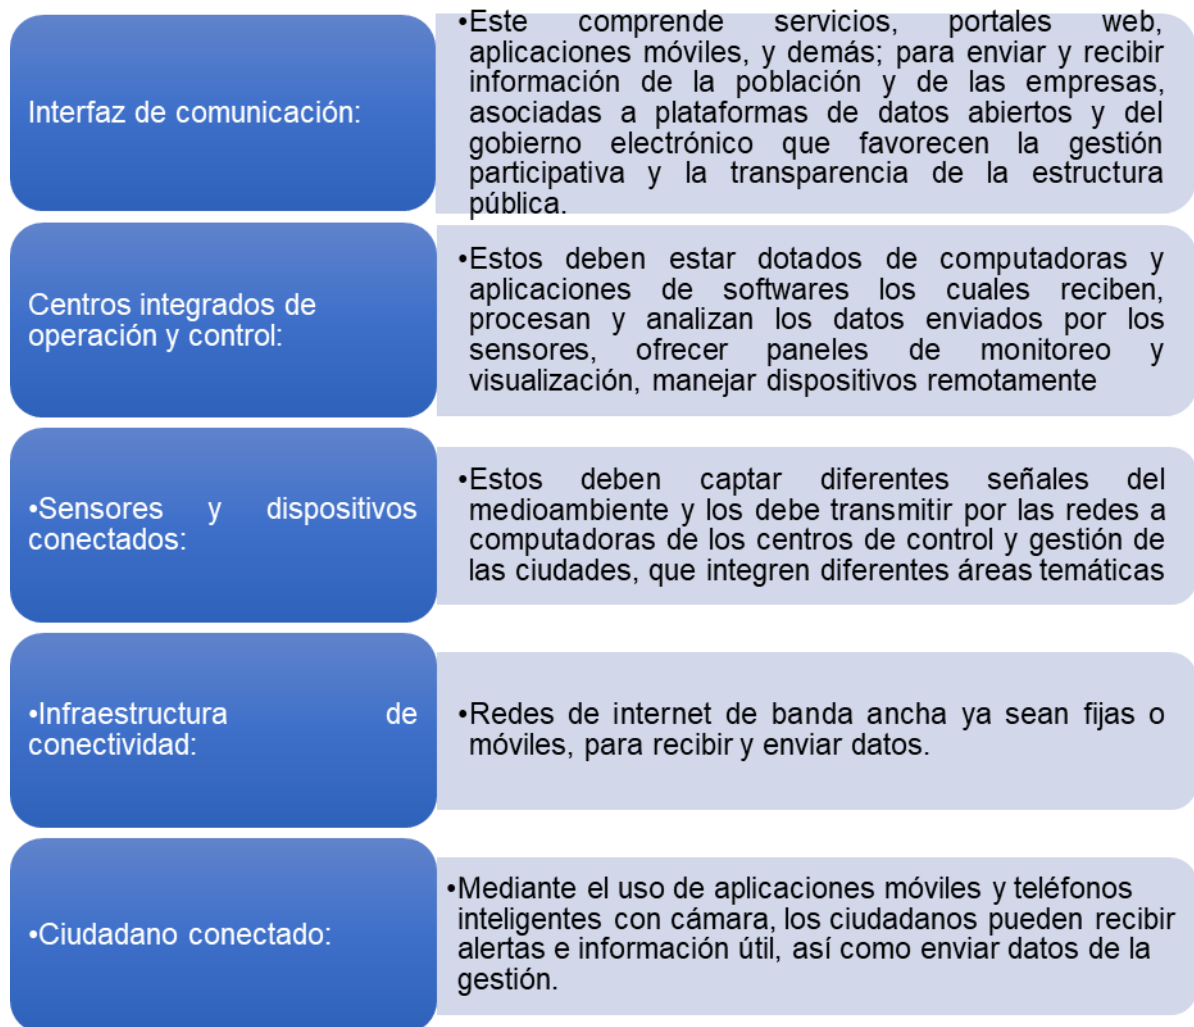 Interfaz de comunicación:
•Este comprende servicios, portales web,
aplicaciones móviles, y demás; para enviar y recibir
información de la población y de las empresas,
asociadas a plataformas de datos abiertos y del
gobierno electrónico que favorecen la gestión
participativa y la transparencia de la estructura
pública.
Centros integrados de
operación y control:
•Estos deben estar dotados de computadoras y
aplicaciones de softwares los cuales reciben,
procesan y analizan los datos enviados por los
sensores, ofrecer paneles de monitoreo y
visualización, manejar dispositivos remotamente
•Sensores y dispositivos
conectados:
•Estos deben captar diferentes señales del
medioambiente y los debe transmitir por las redes a
computadoras de los centros de control y gestión de
las ciudades, que integren diferentes áreas temáticas
•Infraestructura de
conectividad:
•Redes de internet de banda ancha ya sean fijas o
móviles, para recibir y enviar datos.
•Ciudadano conectado:
•Mediante el uso de aplicaciones móviles y teléfonos
inteligentes con cámara, los ciudadanos pueden recibir
alertas e información útil, así como enviar datos de la
gestión.